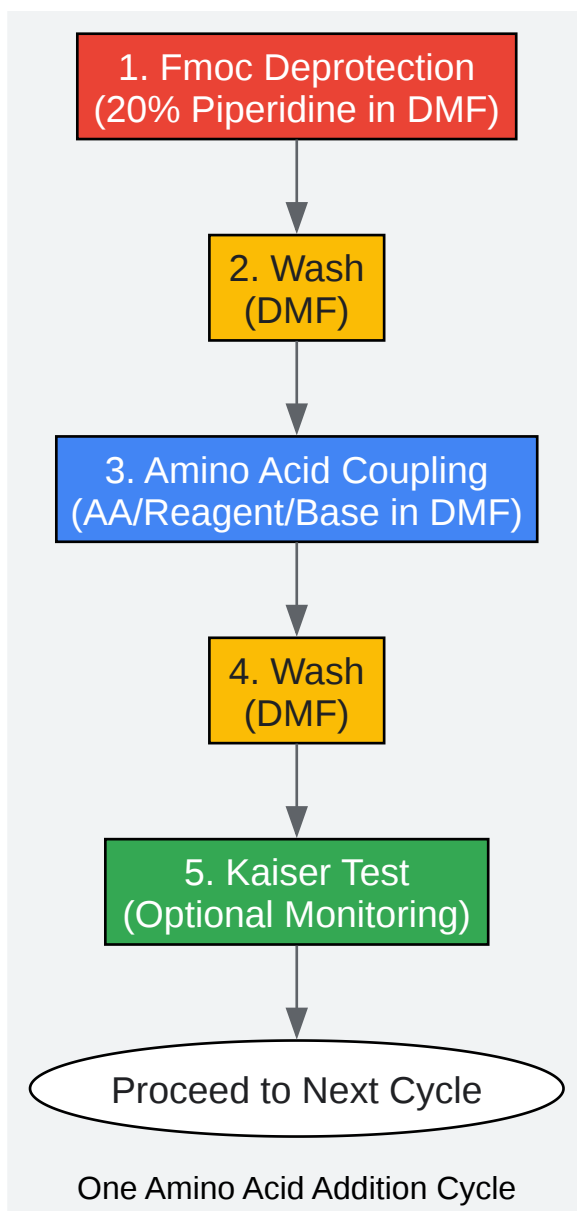 1. Fmoc Deprotection
(20% Piperidine in DMF)
2. Wash
(DMF)
3. Amino Acid Coupling
(AA/Reagent/Base in DMF)
4. Wash
(DMF)
5. Kaiser Test
(Optional Monitoring)
Proceed to Next Cycle
One Amino Acid Addition Cycle